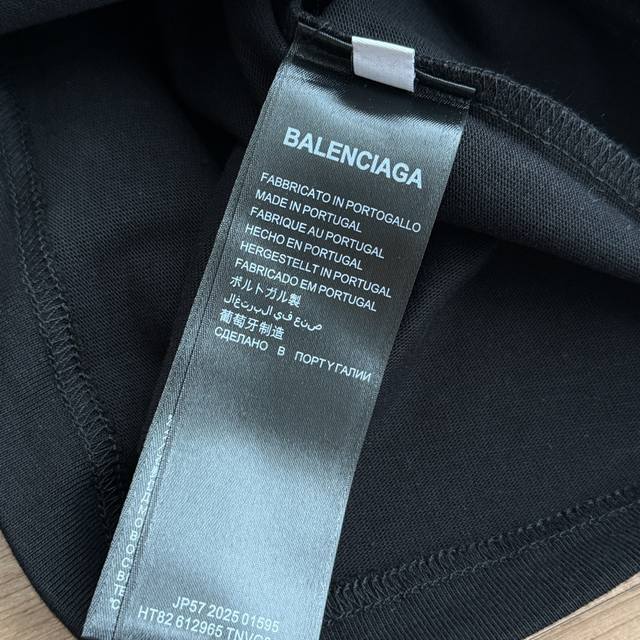 BALENCIAGA
FABBRICATO IN PORTOGALLO
MADE IN PORTUGAL
FABRIQUE AU PORTUGAL
HECHO EN PORTUGAL
HERGESTELLT IN PORTUGAL
FABRICADO EM PORTUGAL
ポルトガル製
صنع في البرتغال
葡萄牙制造
СДЕЛАНО В ПОРТУГАЛИИ
JP57 2025 01595
HT82 612965